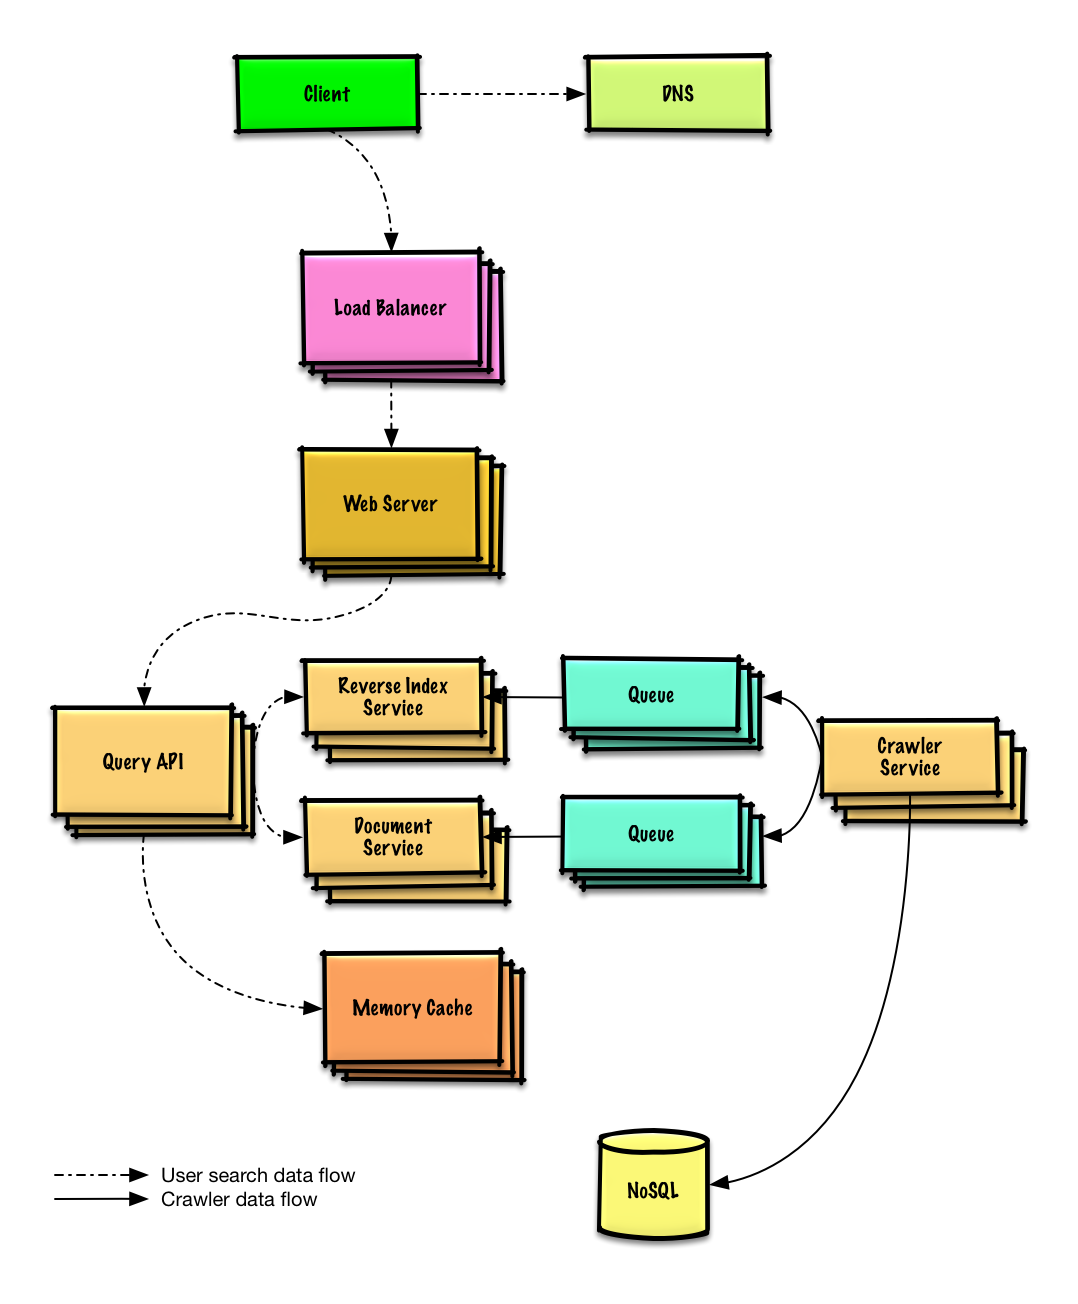 Client
DNS
Load Balancer
Web Server
Reverse Index
Service
Queue
Crawler
Service
Query API
Document
Service
Queue
Memory Cache
NoSQL
User search data flow
Crawler data flow